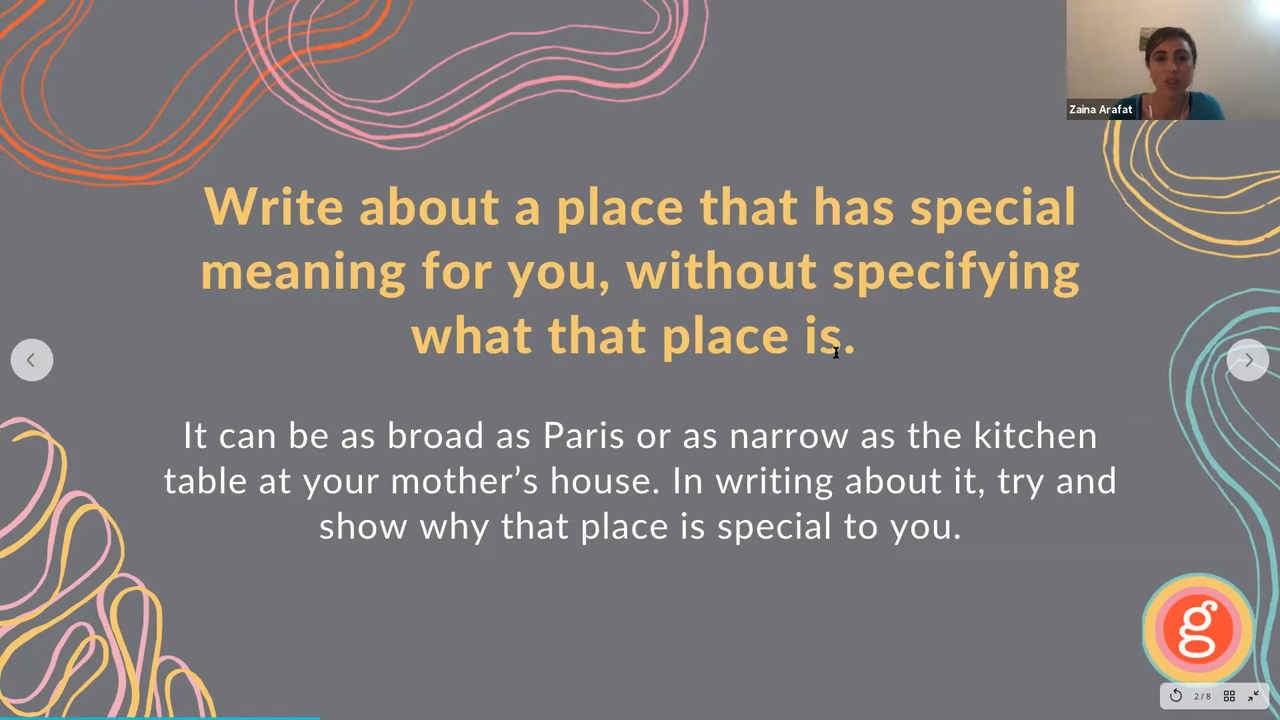 Zaina Arafat
Write about a place that has special
meaning for you, without specifying
what that place is.
It can be as broad as Paris or as narrow as the kitchen
table at your mother’s house. In writing about it, try and
show why that place is special to you.
g
2/8